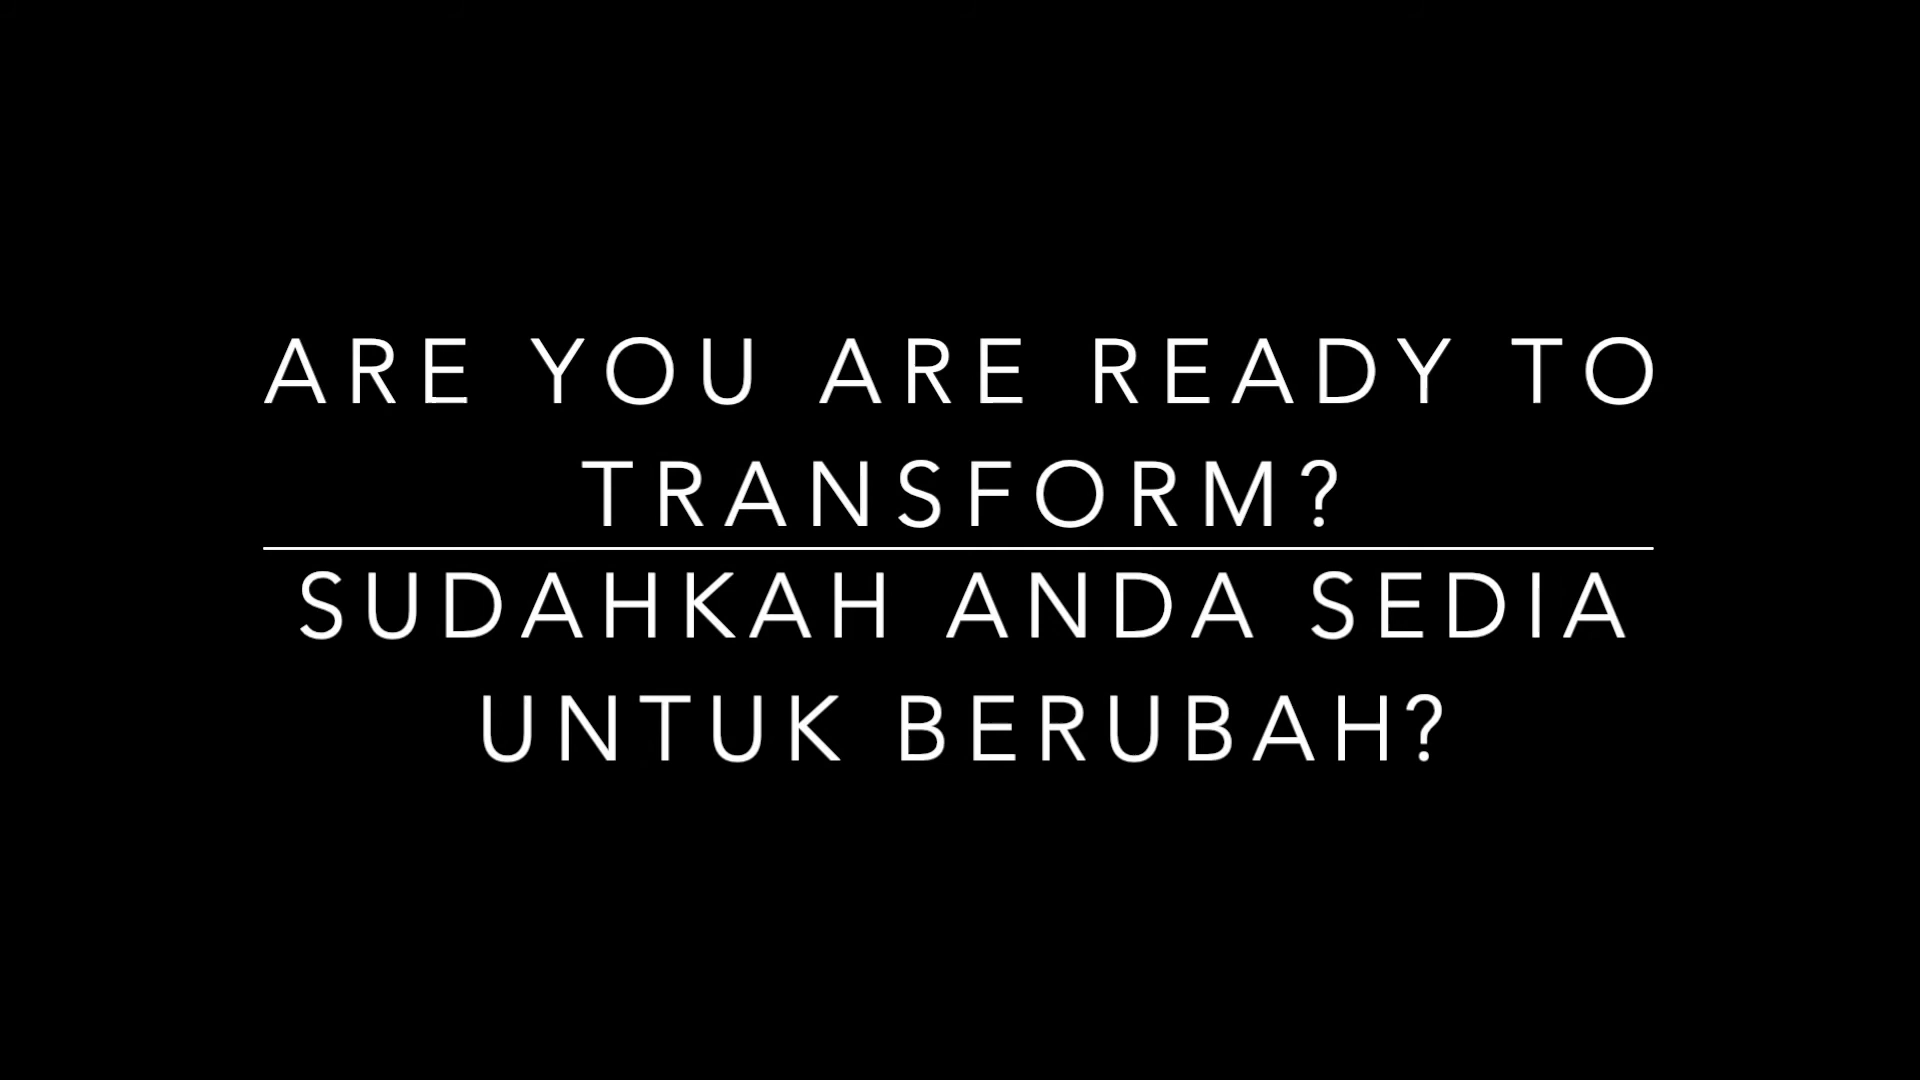 ARE YOU ARE READY TO
TRANSFORM?
SUDAHKAH ANDA SEDIA
UNTUK BERUBAH?